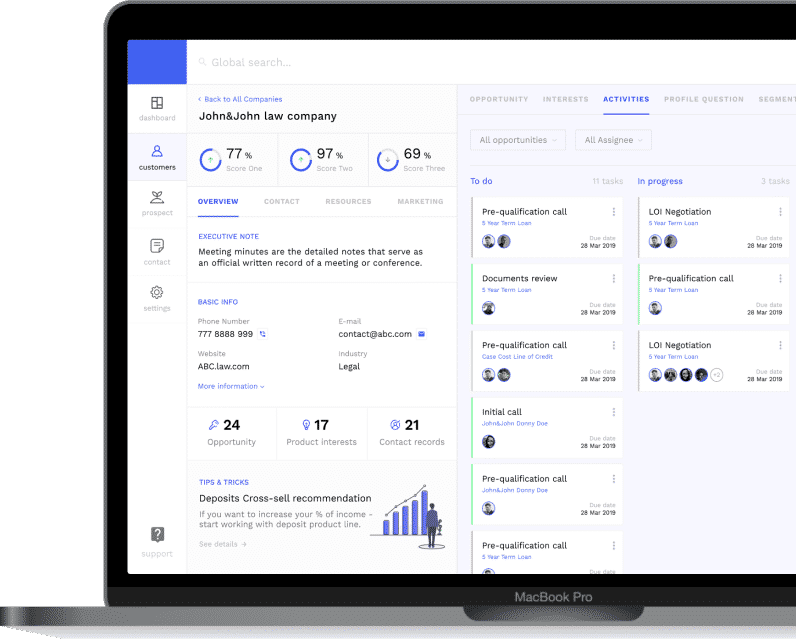 Global search...
dashboard
customers
prospect
contact
settings
support
‹ Back to All Companies
John&John law company
77 %
Score One
97 %
Score Two
69 %
Score Three
OVERVIEW CONTACT RESOURCES MARKETING
EXECUTIVE NOTE
Meeting minutes are the detailed notes that serve as
an official written record of a meeting or conference.
BASIC INFO
Phone Number
777 8888 999
E-mail
contact@abc.com
Website
ABC.law.com
Industry
Legal
More information
24
Opportunity
17
Product interests
21
Contact records
TIPS & TRICKS
Deposits Cross-sell recommendation
If you want to increase your % of income -
start working with deposit product line.
See details →
OPPORTUNITY INTERESTS ACTIVITIES PROFILE QUESTION SEGMENT
All opportunities
All Assignee
To do 11 tasks
Pre-qualification call
5 Year Term Loan
Due date
28 Mar 2019
Documents review
5 Year Term Loan
Due date
28 Mar 2019
Pre-qualification call
Case Cost Line of Credit
Due date
28 Mar 2019
Initial call
John&John Donny Doe
Due date
28 Mar 2019
Pre-qualification call
John&John Donny Doe
Due date
28 Mar 2019
Pre-qualification call
5 Year Term Loan
Due date
In progress 3 tasks
LOI Negotiation
5 Year Term Loan
Due date
28 Mar 2019
Pre-qualification call
5 Year Term Loan
Due date
28 Mar 2019
LOI Negotiation
5 Year Term Loan
+2
Due date
28 Mar 2019
MacBook Pro